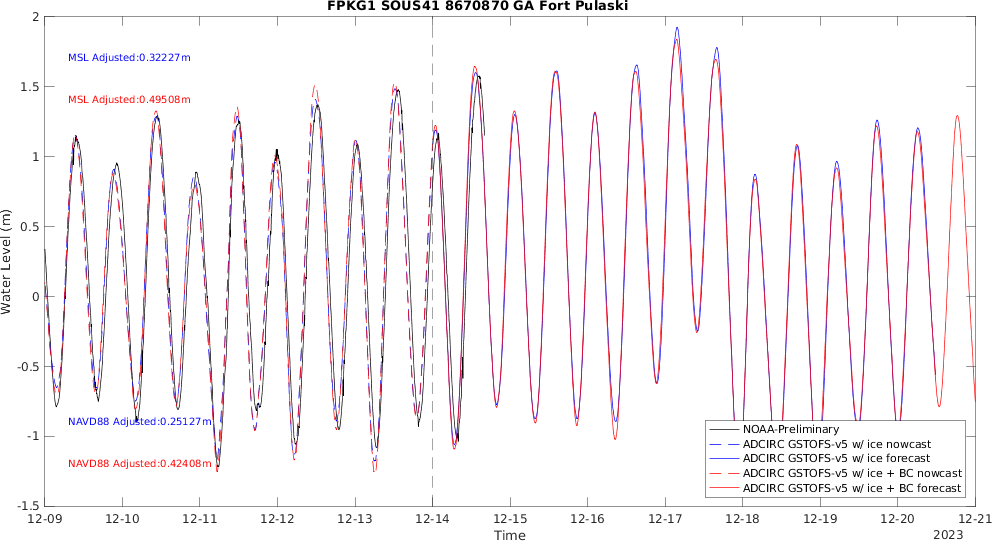 FPKG1 SOUS41 8670870 GA Fort Pulaski
2
1.5
1
0.5
0
-0.5
-1
-1.5
Water Level (m)
MSL Adjusted:0.32227m
MSL Adjusted:0.49508m
NAVD88 Adjusted:0.25127m
NAVD88 Adjusted:0.42408m
NOAA-Preliminary
ADCIRC GSTOFS-v5 w/ ice nowcast
ADCIRC GSTOFS-v5 w/ ice forecast
ADCIRC GSTOFS-v5 w/ ice + BC nowcast
ADCIRC GSTOFS-v5 w/ ice + BC forecast
12-09 12-10 12-11 12-12 12-13 12-14 12-15 12-16 12-17 12-18 12-19 12-20 12-21
Time
2023